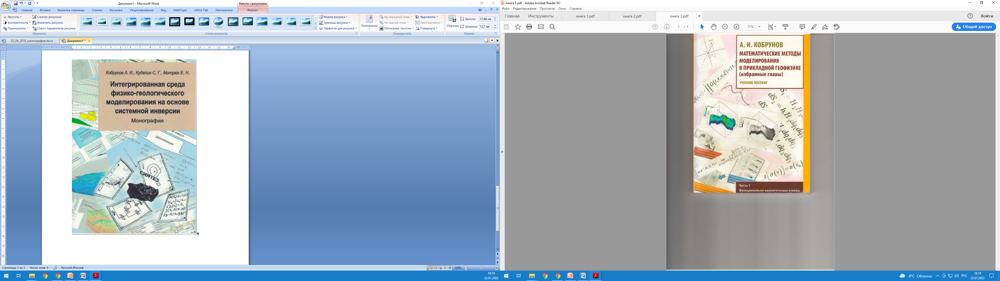 Документ1 - Microsoft Word
Работа с рисунками
Главная Вставка Разметка страницы Ссылки Рассылки Рецензирование Вид MathType Office Tab Математика Формат
Яркость Сжатие рисунков
Контрастность Изменить рисунок
Перекрасить Сброс параметров рисунка
Изменить
Стили рисунков
Форма рисунка
Граница рисунка
Эффекты для рисунка
Положение
На передний план Выровнять
На задний план Группировать
Обтекание текстом Повернуть
Упорядочить
Обрезка
Высота: 17,86 см
Ширина: 12,7 см
Размер
02_04_2018_монография.docx Документ1 *
Кобрунов А. И., Куделин С. Г., Мотрюк Е. Н.
Интегрированная среда
физико-геологического
моделирования на основе
системной инверсии
Монография
ДЕКОМПОЗИЦИЯ
СИНТЕЗ
Страница: 3 из 3 Число слов: 0 Русский (Россия) 100%
10:19
22.01.2022
книга 3.pdf - Adobe Acrobat Reader DC
Файл Редактирование Просмотр Окно Справка
Главная Инструменты книга 1.pdf книга 2.pdf книга 3.pdf Войти
1 / 1 71% Общий доступ
А. И. КОБРУНОВ
МАТЕМАТИЧЕСКИЕ МЕТОДЫ
МОДЕЛИРОВАНИЯ
В ПРИКЛАДНОЙ ГЕОФИЗИКЕ
(избранные главы)
УЧЕБНОЕ ПОСОБИЕ
A[σ(v)]=u(v₀)
Часть 1
Функционально-аналитические основы
-8°C Облачно РУС 10:19
22.01.2022